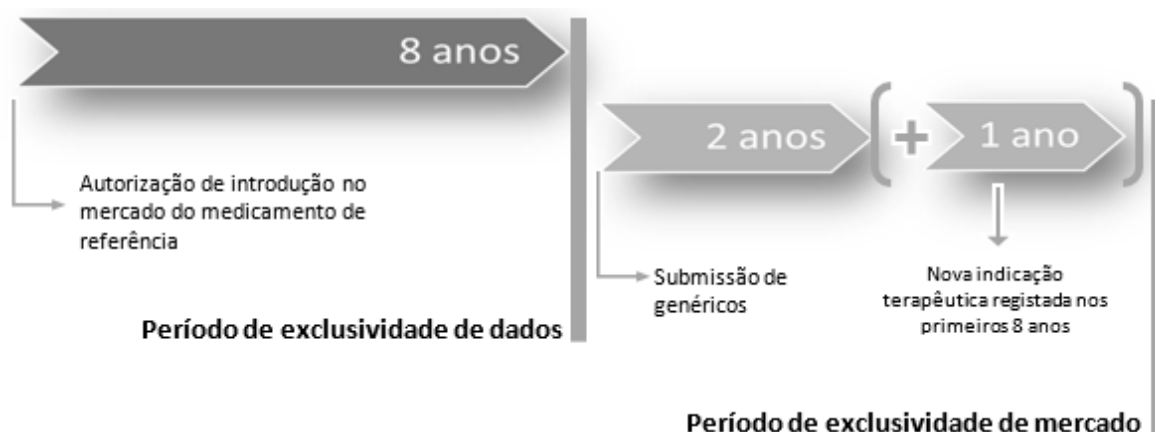 8 anos
2 anos
+
1 ano
Autorização de introdução no
mercado do medicamento de
referência
Submissão de
genéricos
Nova indicação
terapêutica registada nos
primeiros 8 anos
Período de exclusividade de dados
Período de exclusividade de mercado